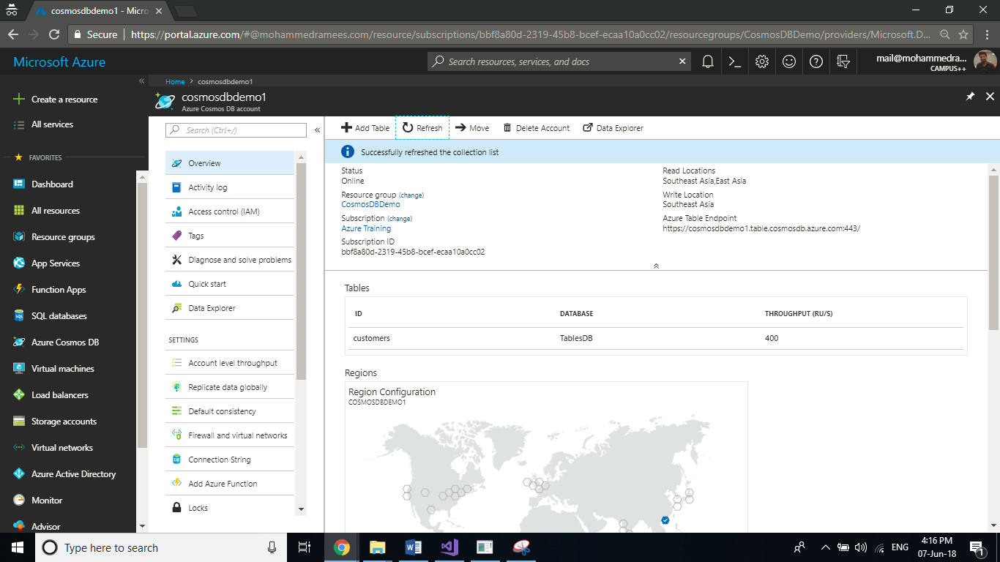 cosmosdbdemo1 - Micro
Secure
https://portal.azure.com/#@mohammedramees.com/resource/subscriptions/bbf8a80d-2319-45b8-bcef-ecaa10a0cc02/resourcegroups/CosmosDBDemo/providers/Microsoft.D...
Microsoft Azure
Search resources, services, and docs
mail@mohammedra...
CAMPUS++
Create a resource
All services
FAVORITES
Dashboard
All resources
Resource groups
App Services
Function Apps
SQL databases
Azure Cosmos DB
Virtual machines
Load balancers
Storage accounts
Virtual networks
Azure Active Directory
Monitor
Advisor
Home > cosmosdbdemo1
cosmosdbdemo1
Azure Cosmos DB account
Search (Ctrl+/)
Overview
Activity log
Access control (IAM)
Tags
Diagnose and solve problems
Quick start
Data Explorer
SETTINGS
Account level throughput
Replicate data globally
Default consistency
Firewall and virtual networks
Connection String
Add Azure Function
Locks
Add Table
Refresh
Move
Delete Account
Data Explorer
Successfully refreshed the collection list
Status
Online
Resource group (change)
CosmosDBDemo
Subscription (change)
Azure Training
Subscription ID
bbf8a80d-2319-45b8-bcef-ecaa10a0cc02
Read Locations
Southeast Asia,East Asia
Write Location
Southeast Asia
Azure Table Endpoint
https://cosmosdbdemo1.table.cosmosdb.azure.com:443/
Tables
ID DATABASE THROUGHPUT (RU/S)
customers TablesDB 400
Regions
Region Configuration
COSMOSDBDEMO1
Type here to search
ENG
4:16 PM
07-Jun-18
1